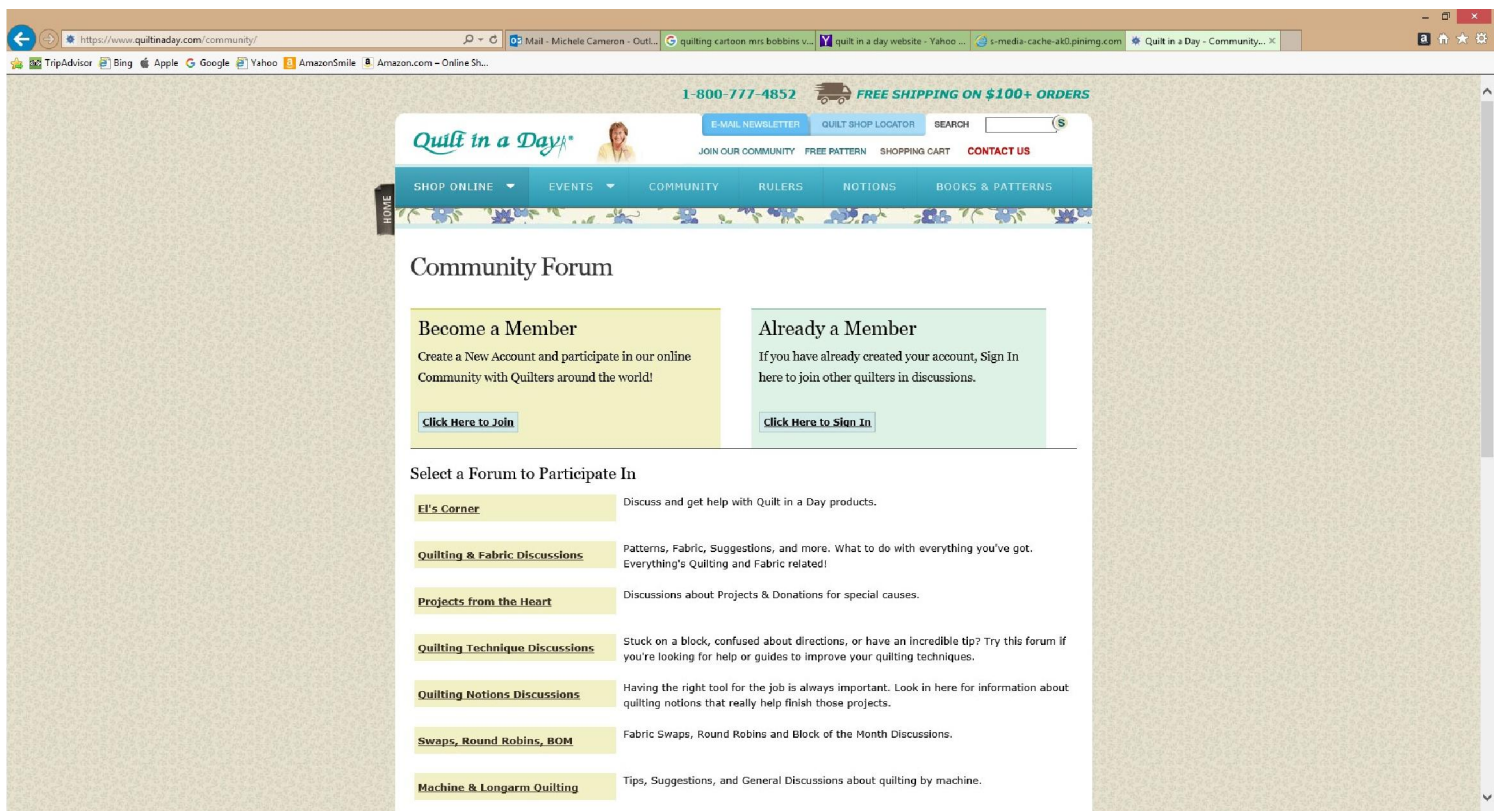 https://www.quiltinaday.com/community/
Mail - Michele Cameron - Outl...
quilting cartoon mrs bobbins v...
quilt in a day website - Yahoo ...
s-media-cache-ak0.pinimg.com
Quilt in a Day - Community...
TripAdvisor Bing Apple Google Yahoo AmazonSmile Amazon.com – Online Sh...
1-800-777-4852 FREE SHIPPING ON $100+ ORDERS
Quilt in a Day®
E-MAIL NEWSLETTER QUILT SHOP LOCATOR SEARCH S
JOIN OUR COMMUNITY FREE PATTERN SHOPPING CART CONTACT US
HOME
SHOP ONLINE EVENTS COMMUNITY RULERS NOTIONS BOOKS & PATTERNS
Community Forum
Become a Member
Create a New Account and participate in our online
Community with Quilters around the world!
Click Here to Join
Already a Member
If you have already created your account, Sign In
here to join other quilters in discussions.
Click Here to Sign In
Select a Forum to Participate In
El's Corner
Discuss and get help with Quilt in a Day products.
Quilting & Fabric Discussions
Patterns, Fabric, Suggestions, and more. What to do with everything you've got.
Everything's Quilting and Fabric related!
Projects from the Heart
Discussions about Projects & Donations for special causes.
Quilting Technique Discussions
Stuck on a block, confused about directions, or have an incredible tip? Try this forum if
you're looking for help or guides to improve your quilting techniques.
Quilting Notions Discussions
Having the right tool for the job is always important. Look in here for information about
quilting notions that really help finish those projects.
Swaps, Round Robins, BOM
Fabric Swaps, Round Robins and Block of the Month Discussions.
Machine & Longarm Quilting
Tips, Suggestions, and General Discussions about quilting by machine.